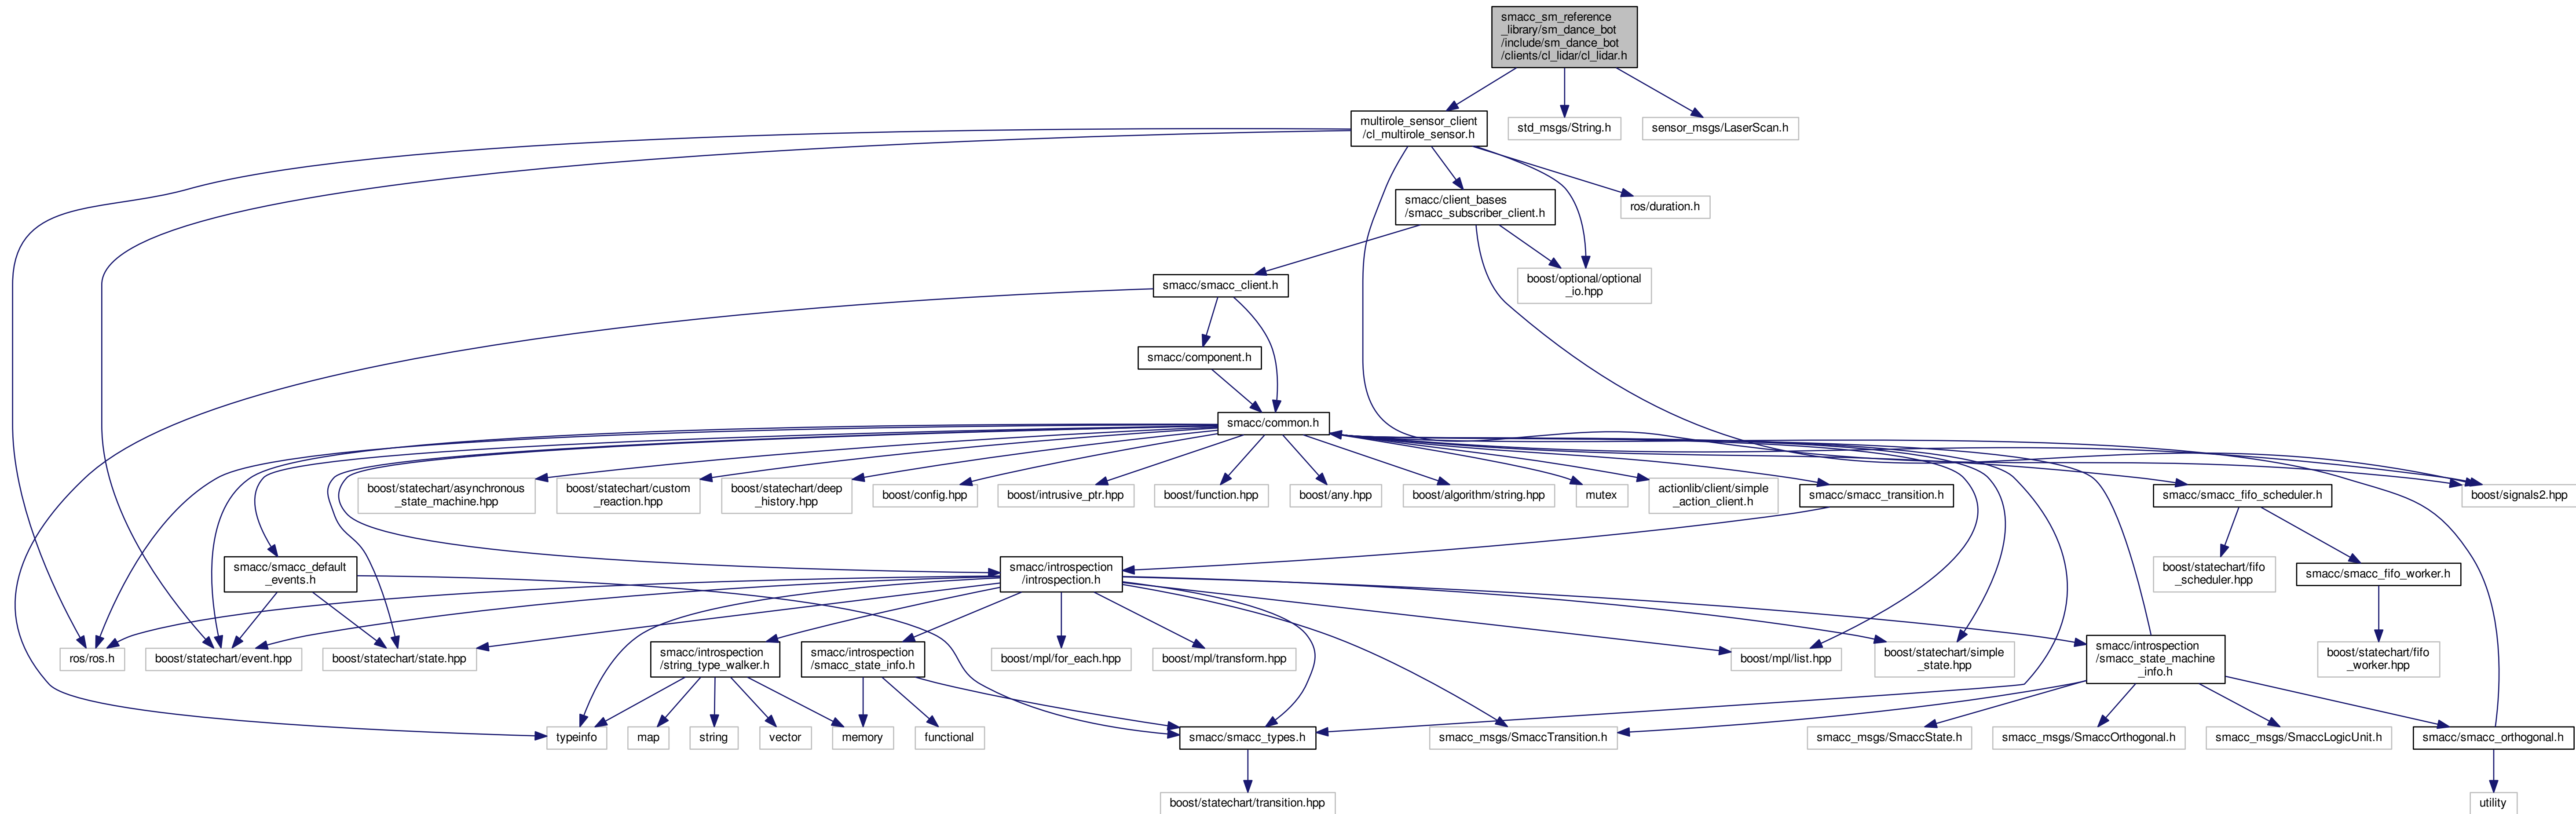 smacc_sm_reference
_library/sm_dance_bot
/include/sm_dance_bot
/clients/cl_lidar/cl_lidar.h
multirole_sensor_client
/cl_multirole_sensor.h
std_msgs/String.h
sensor_msgs/LaserScan.h
smacc/client_bases
/smacc_subscriber_client.h
ros/duration.h
smacc/smacc_client.h
boost/optional/optional
_io.hpp
smacc/component.h
smacc/common.h
boost/statechart/asynchronous
_state_machine.hpp
boost/statechart/custom
_reaction.hpp
boost/statechart/deep
_history.hpp
boost/config.hpp
boost/intrusive_ptr.hpp
boost/function.hpp
boost/any.hpp
boost/algorithm/string.hpp
mutex
actionlib/client/simple
_action_client.h
smacc/smacc_transition.h
smacc/smacc_fifo_scheduler.h
boost/signals2.hpp
smacc/smacc_default
_events.h
smacc/introspection
/introspection.h
boost/statechart/fifo
_scheduler.hpp
smacc/smacc_fifo_worker.h
ros/ros.h
boost/statechart/event.hpp
boost/statechart/state.hpp
smacc/introspection
/string_type_walker.h
smacc/introspection
/smacc_state_info.h
boost/mpl/for_each.hpp
boost/mpl/transform.hpp
boost/mpl/list.hpp
boost/statechart/simple
_state.hpp
smacc/introspection
/smacc_state_machine
_info.h
boost/statechart/fifo
_worker.hpp
typeinfo
map
string
vector
memory
functional
smacc/smacc_types.h
smacc_msgs/SmaccTransition.h
smacc_msgs/SmaccState.h
smacc_msgs/SmaccOrthogonal.h
smacc_msgs/SmaccLogicUnit.h
smacc/smacc_orthogonal.h
boost/statechart/transition.hpp
utility